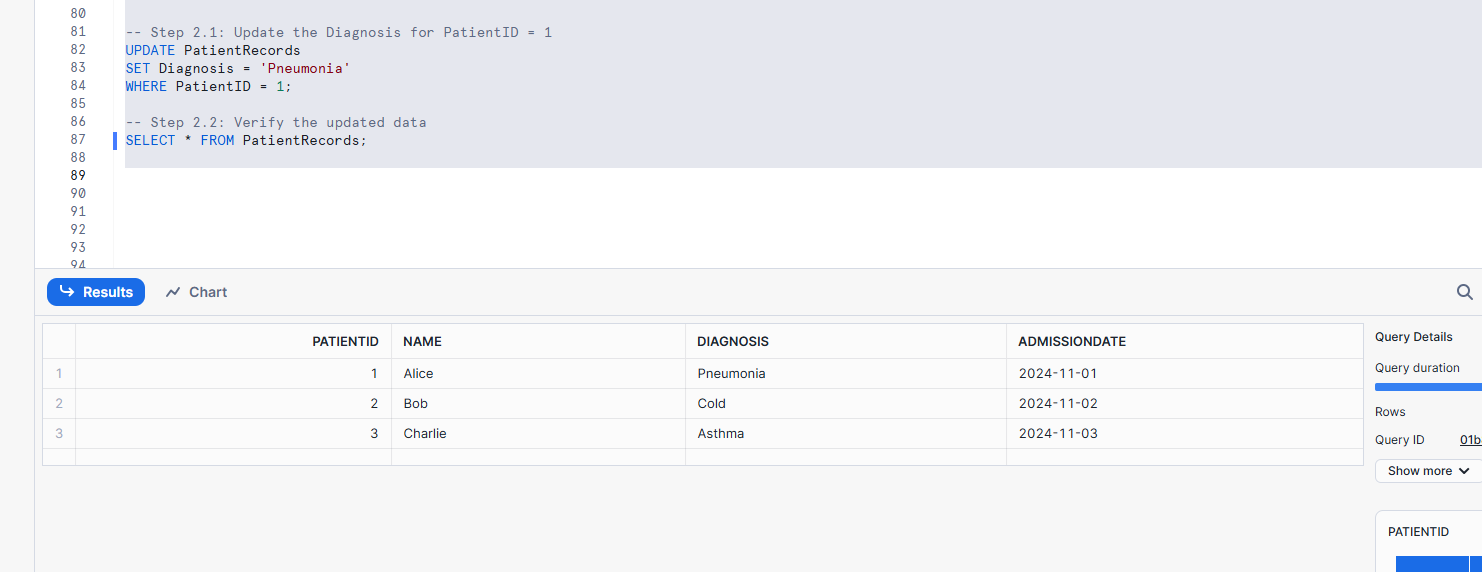 80
81 -- Step 2.1: Update the Diagnosis for PatientID = 1
82 UPDATE PatientRecords
83 SET Diagnosis = 'Pneumonia'
84 WHERE PatientID = 1;
85
86 -- Step 2.2: Verify the updated data
87 SELECT * FROM PatientRecords;
88
89
90
91
92
93
94
Results Chart
PATIENTID NAME DIAGNOSIS ADMISSIONDATE
1 1 Alice Pneumonia 2024-11-01
2 2 Bob Cold 2024-11-02
3 3 Charlie Asthma 2024-11-03
Query Details
Query duration
Rows
Query ID 01b
Show more
PATIENTID